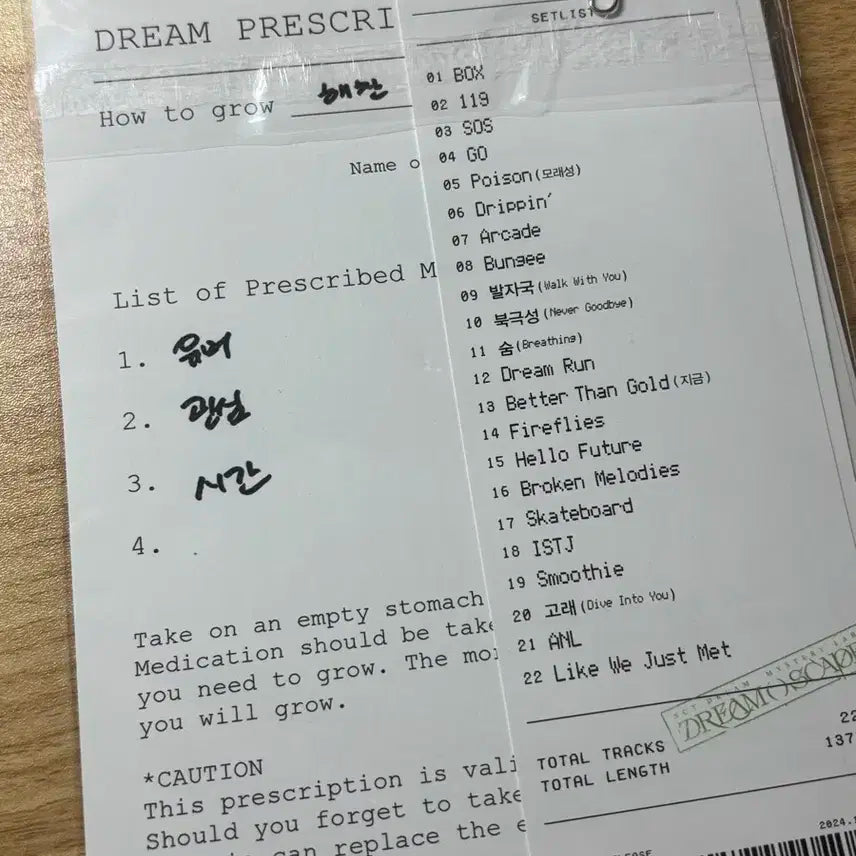 DREAM PRESCRI
How to grow 해찬
Name o
List of Prescribed M
1. 유머
2. 관심
3. 시간
4.
Take on an empty stomach
Medication should be take
you need to grow. The mo
you will grow.
*CAUTION
This prescription is vali
Should you forget to take
can replace the e
SETLIST
01 BOX
02 119
03 SOS
04 GO
05 Poison(모래성)
06 Drippin'
07 Arcade
08 Bungee
09 발자국(Walk With You)
10 북극성(Never Goodbye)
11 숨(Breathing)
12 Dream Run
13 Better Than Gold(지금)
14 Fireflies
15 Hello Future
16 Broken Melodies
17 Skateboard
18 ISTJ
19 Smoothie
20 고래(Dive Into You)
21 ANL
22 Like We Just Met
NCT DREAM MYSTERY
DREAM()SCAPE
TOTAL TRACKS 22
TOTAL LENGTH 137
2024.